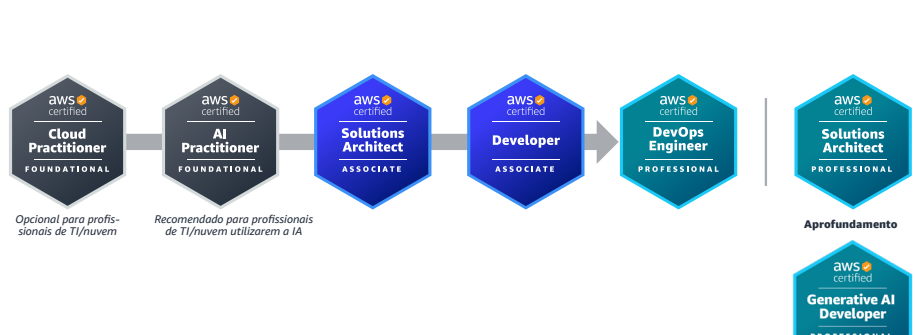 aws
certified
Cloud
Practitioner
FOUNDATIONAL
Opcional para profis-
sionais de TI/nuvem
aws
certified
AI
Practitioner
FOUNDATIONAL
Recomendado para profissionais
de TI/nuvem utilizarem a IA
aws
certified
Solutions
Architect
ASSOCIATE
aws
certified
Developer
ASSOCIATE
aws
certified
DevOps
Engineer
PROFESSIONAL
aws
certified
Solutions
Architect
PROFESSIONAL
Aprofundamento
aws
certified
Generative AI
Developer
PROFESSIONAL